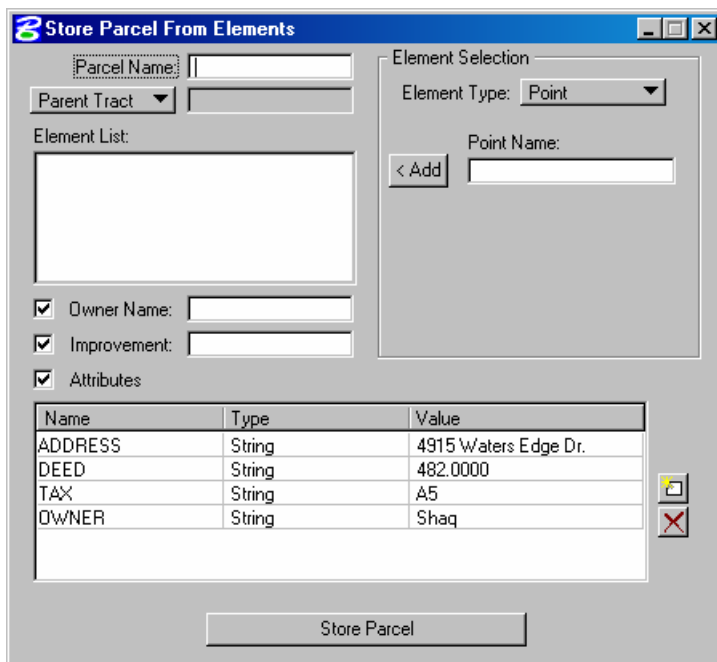 Store Parcel From Elements
Parcel Name:
Parent Tract
Element List:
Element Selection
Element Type: Point
Point Name:
< Add
Owner Name:
Improvement:
Attributes
Name Type Value
ADDRESS String 4915 Waters Edge Dr.
DEED String 482.0000
TAX String A5
OWNER String Shaq
Store Parcel